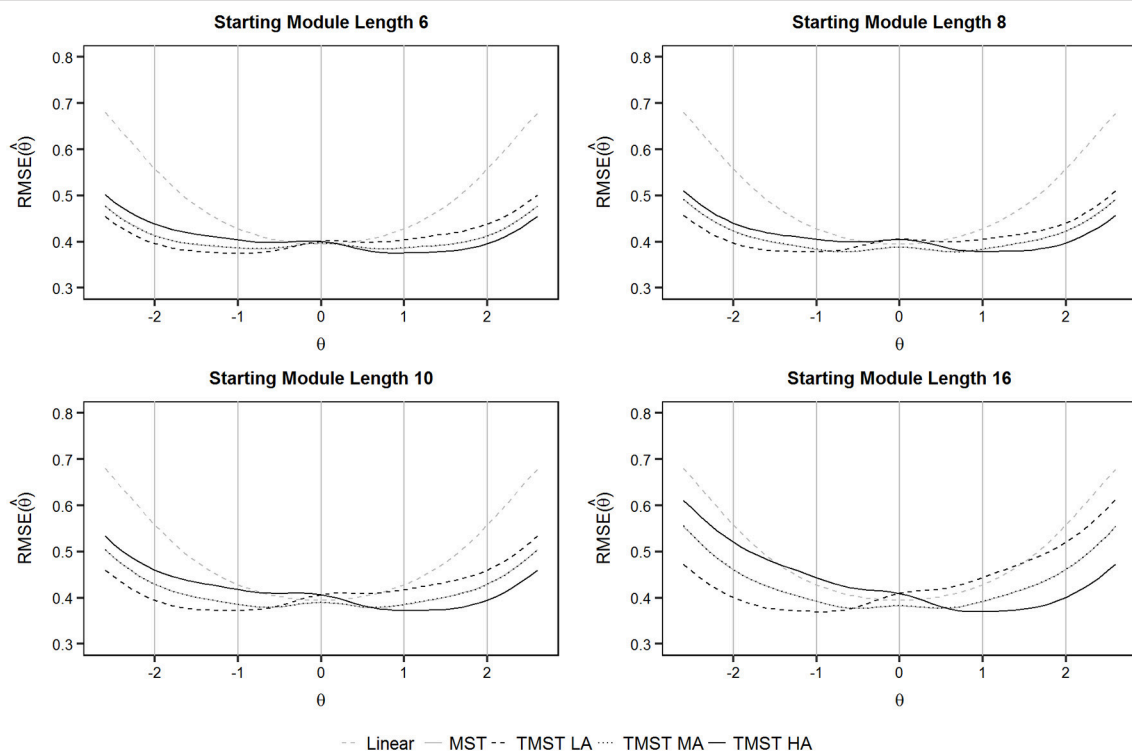 Starting Module Length 6
Starting Module Length 8
0.8
0.7
0.6
0.5
0.4
0.3
RMSE(θ̂)
-2 -1 0 1 2
θ
0.8
0.7
0.6
0.5
0.4
0.3
RMSE(θ̂)
-2 -1 0 1 2
θ
Starting Module Length 10
Starting Module Length 16
0.8
0.7
0.6
0.5
0.4
0.3
RMSE(θ̂)
-2 -1 0 1 2
θ
0.8
0.7
0.6
0.5
0.4
0.3
RMSE(θ̂)
-2 -1 0 1 2
θ
Linear MST TMST LA TMST MA TMST HA